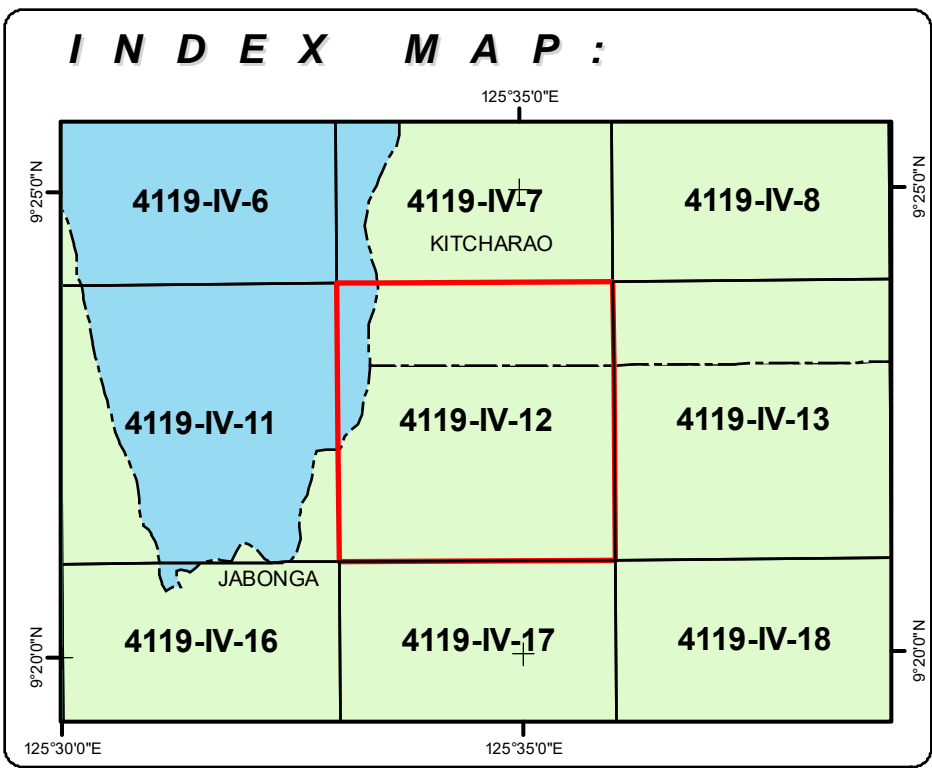 INDEX MAP:
125°35'0"E
9°25'0"N
9°25'0"N
4119-IV-6
4119-IV-7
4119-IV-8
KITCHARAO
4119-IV-11
4119-IV-12
4119-IV-13
JABONGA
4119-IV-16
4119-IV-17
4119-IV-18
9°20'0"N
9°20'0"N
125°30'0"E
125°35'0"E